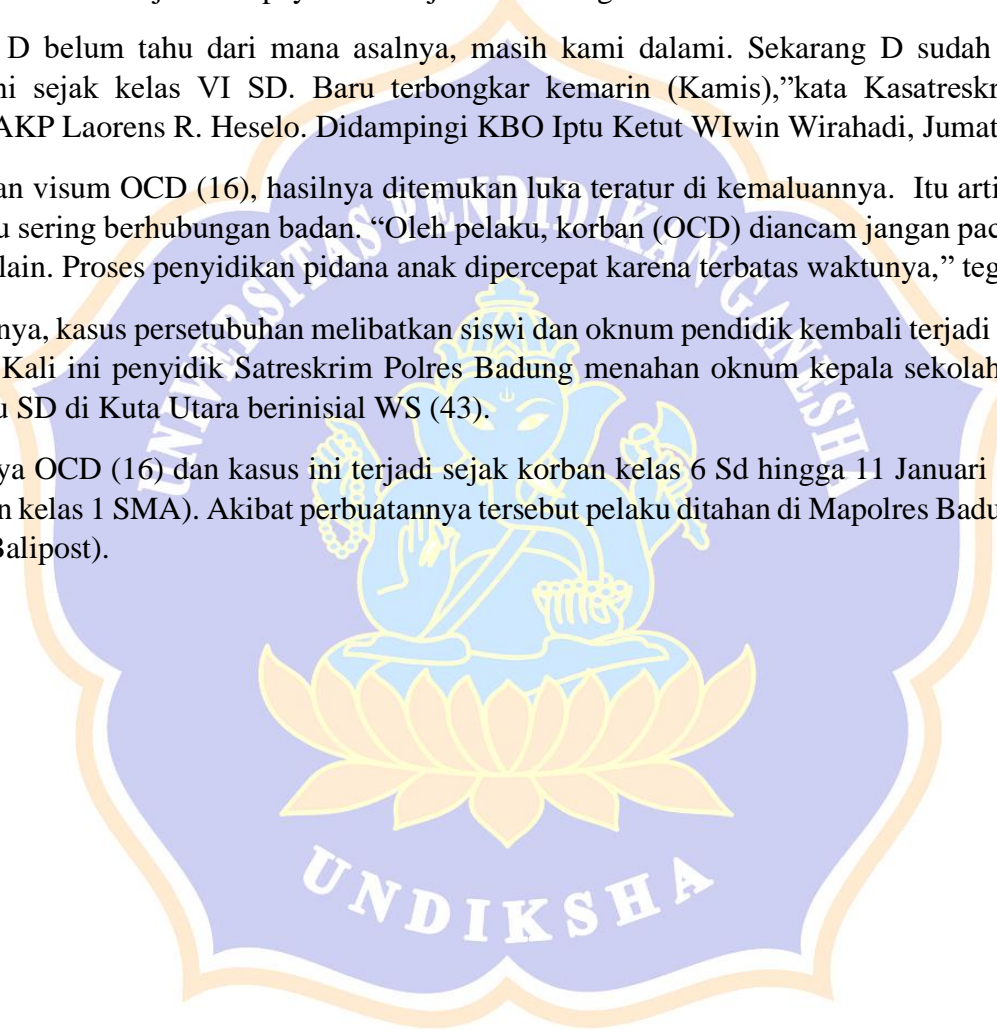 D belum tahu dari mana asalnya, masih kami dalami. Sekarang D sudah
ni sejak kelas VI SD. Baru terbongkar kemarin (Kamis),”kata Kasatreskr
AKP Laorens R. Heselo. Didampingi KBO Iptu Ketut WIwin Wirahadi, Jumat
an visum OCD (16), hasilnya ditemukan luka teratur di kemaluannya. Itu arti
u sering berhubungan badan. “Oleh pelaku, korban (OCD) diancam jangan pac
lain. Proses penyidikan pidana anak dipercepat karena terbatas waktunya,” teg
nya, kasus persetubuhan melibatkan siswi dan oknum pendidik kembali terjadi
Kali ini penyidik Satreskrim Polres Badung menahan oknum kepala sekolah
u SD di Kuta Utara berinisial WS (43).
ya OCD (16) dan kasus ini terjadi sejak korban kelas 6 Sd hingga 11 Januari
n kelas 1 SMA). Akibat perbuatannya tersebut pelaku ditahan di Mapolres Badu
Balipost).
UNIVERSITAS PENDIDIKAN GANESHA
UNDIKSHA